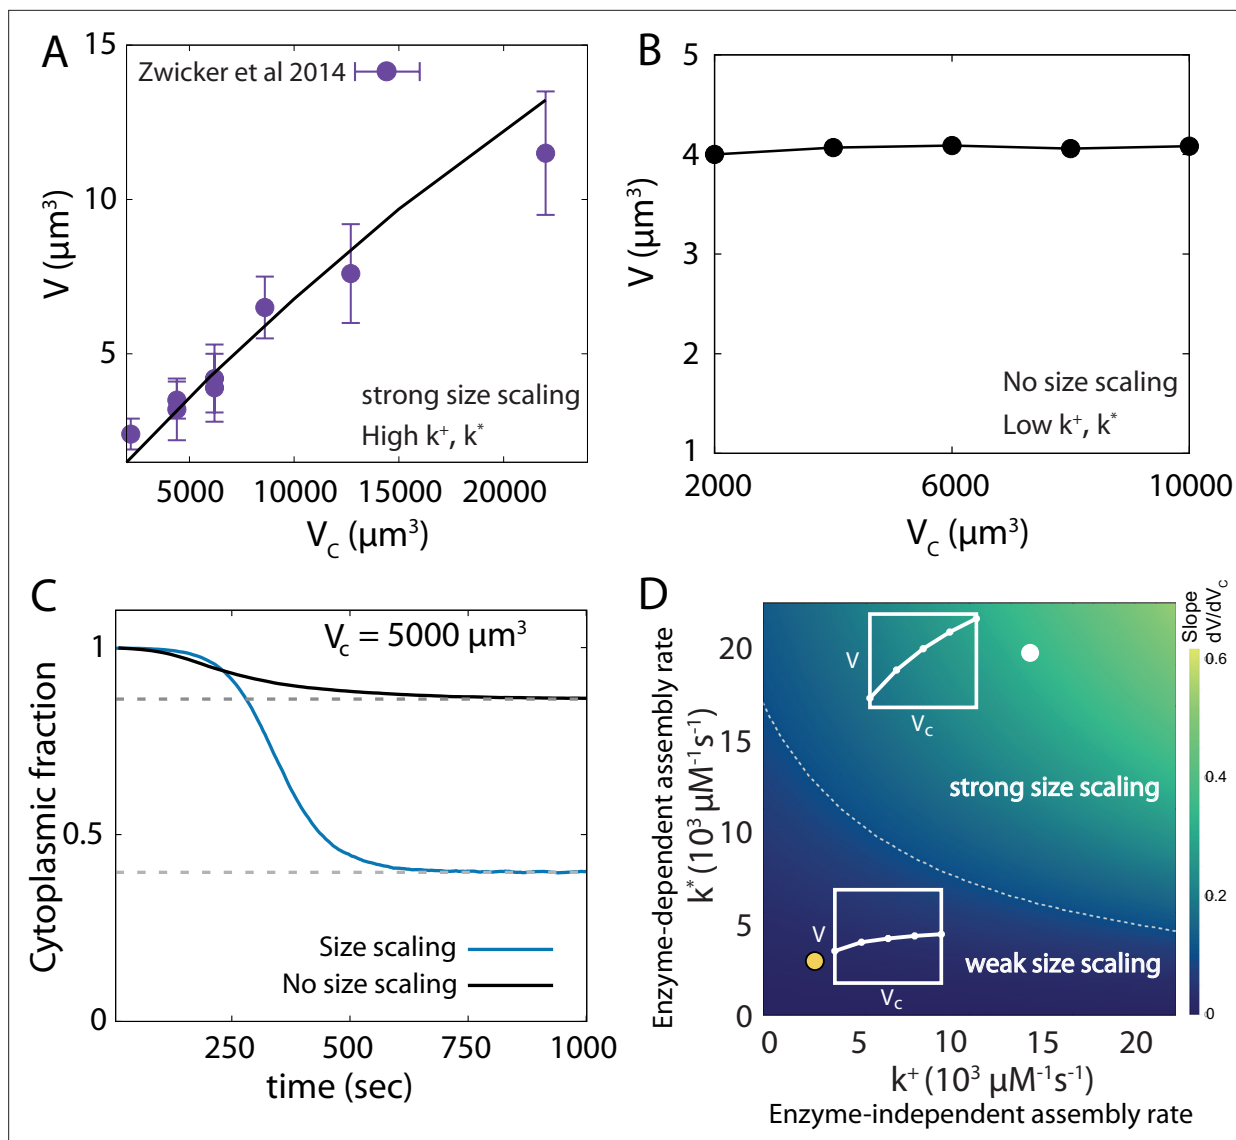 A
15
10
5
V (μm³)
Zwicker et al 2014
strong size scaling
High k⁺, k*
5000 10000 15000 20000
V_C (μm³)
B
5
4
3
2
1
V (μm³)
No size scaling
Low k⁺, k*
2000 6000 10000
V_C (μm³)
C
1
0.5
0
Cytoplasmic fraction
V_C = 5000 μm³
Size scaling
No size scaling
250 500 750 1000
time (sec)
D
20
15
10
5
0
Enzyme-dependent assembly rate
k* (10³ μM⁻¹s⁻¹)
V
V_C
strong size scaling
V
V_C
weak size scaling
0 5 10 15 20
k⁺ (10³ μM⁻¹s⁻¹)
Enzyme-independent assembly rate
Slope
dV/dV_C
0.6
0.4
0.2
0